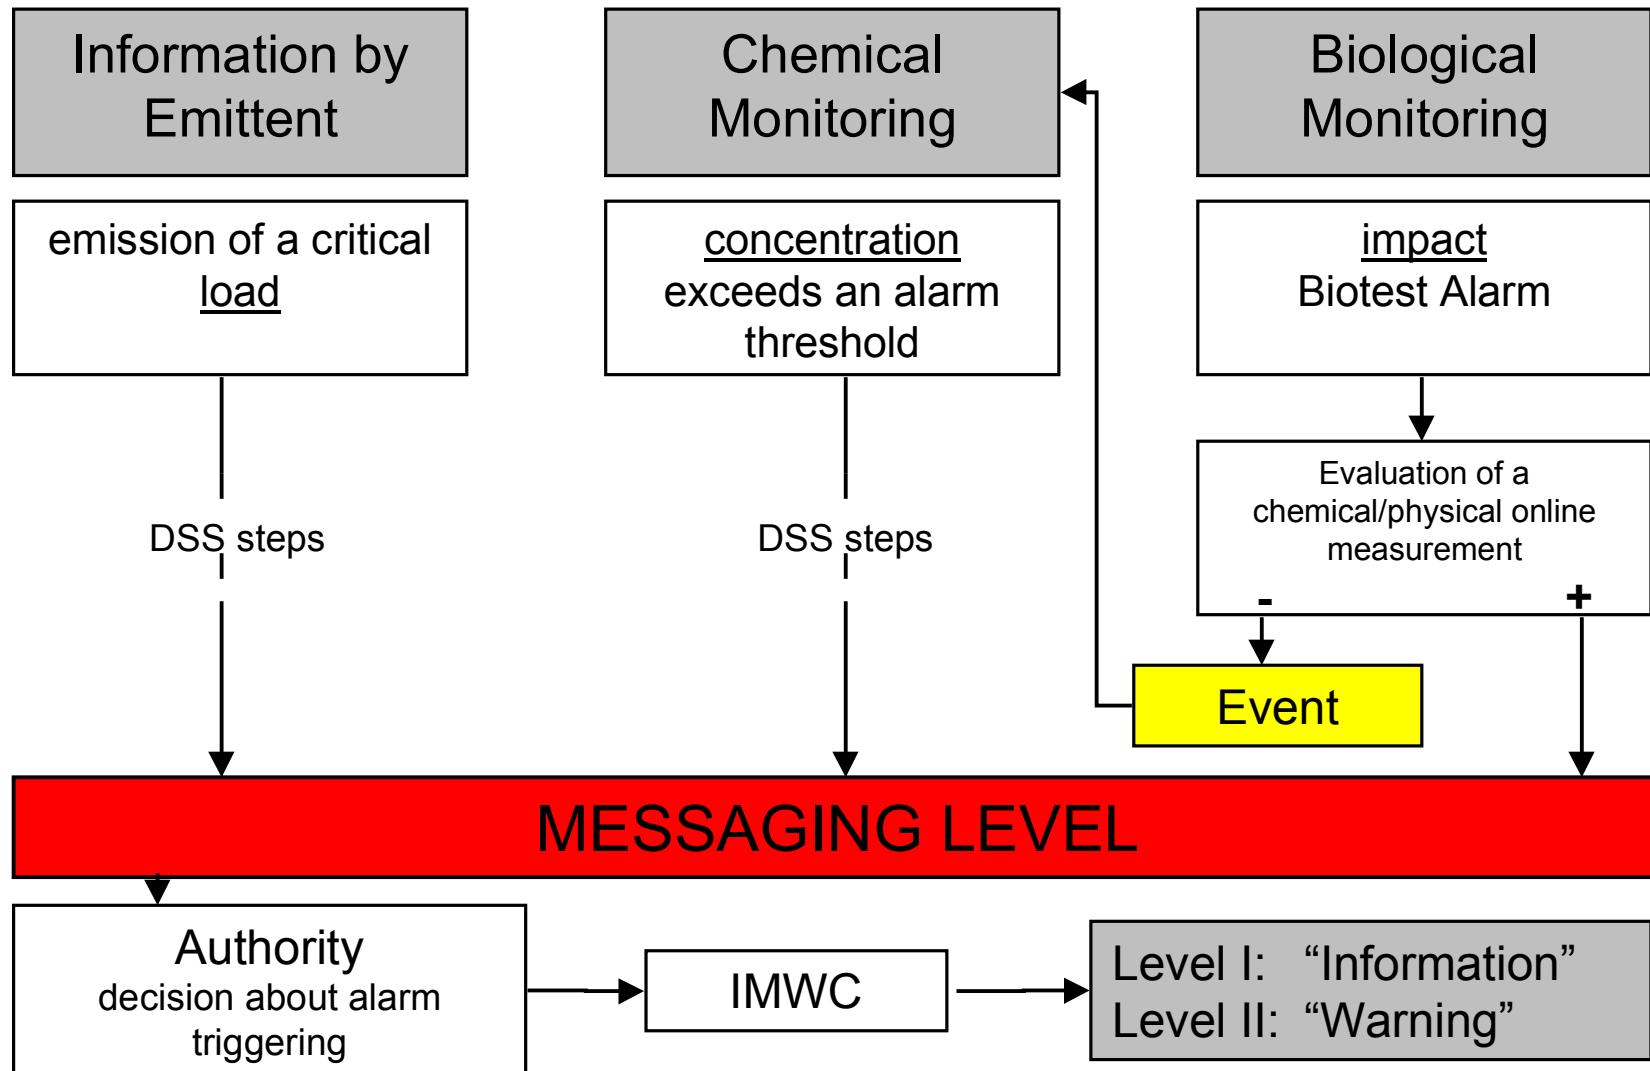 Information by
Emittent
Chemical
Monitoring
Biological
Monitoring
emission of a critical
load
concentration
exceeds an alarm
threshold
impact
Biotest Alarm
DSS steps
DSS steps
Evaluation of a
chemical/physical online
measurement
- +
Event
MESSAGING LEVEL
Authority
decision about alarm
triggering
IMWC
Level I: “Information”
Level II: “Warning”